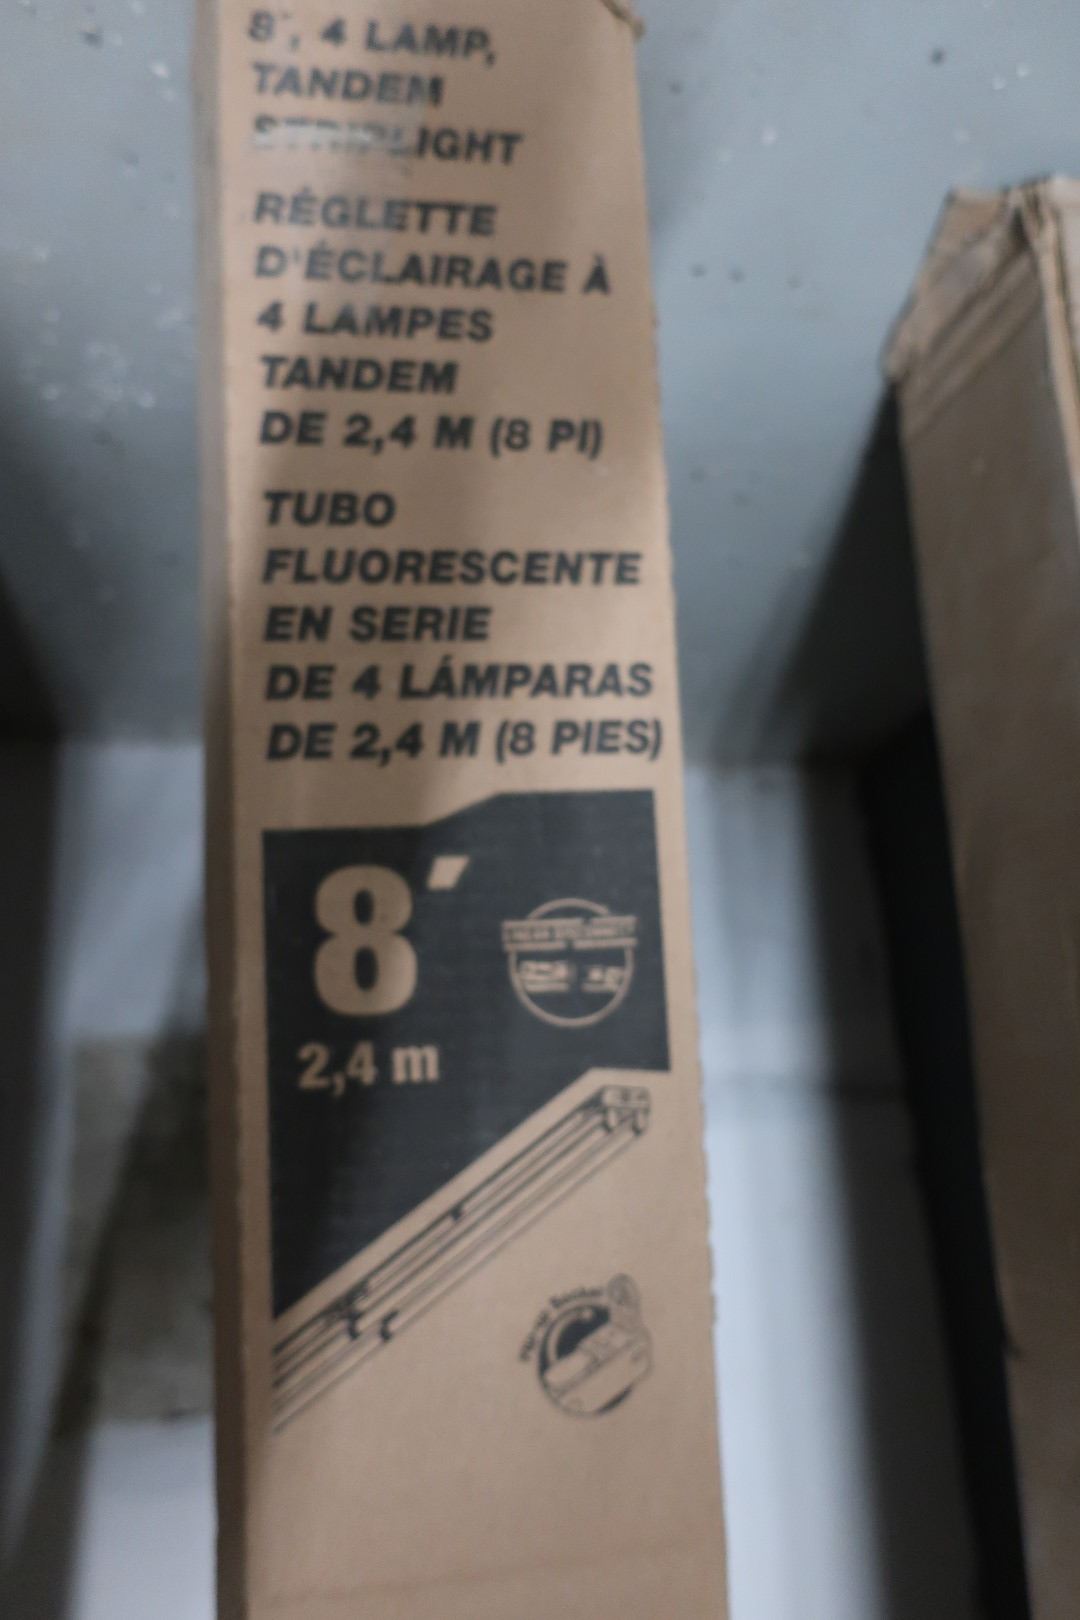 8', 4 LAMP,
TANDEM
STRIPLIGHT
RÉGLETTE
D'ÉCLAIRAGE À
4 LAMPES
TANDEM
DE 2,4 M (8 PI)
TUBO
FLUORESCENTE
EN SERIE
DE 4 LÁMPARAS
DE 2,4 M (8 PIES)
8'
2,4 m